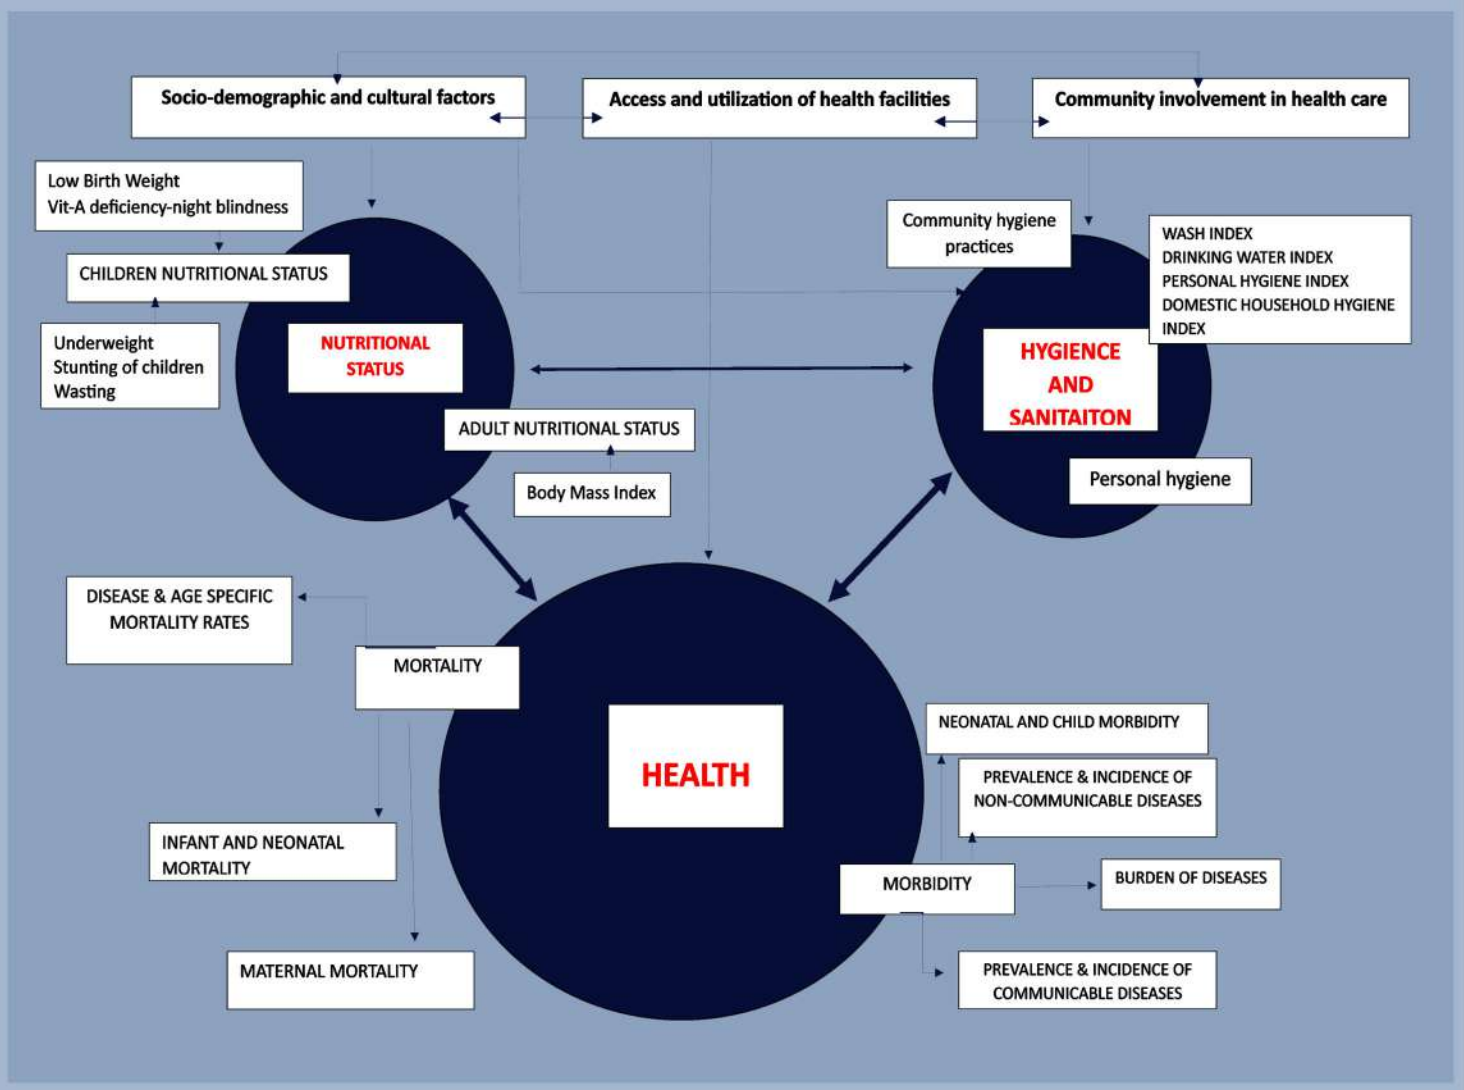 Socio-demographic and cultural factors
Access and utilization of health facilities
Community involvement in health care
Low Birth Weight
Vit-A deficiency-night blindness
CHILDREN NUTRITIONAL STATUS
Underweight
Stunting of children
Wasting
NUTRITIONAL
STATUS
ADULT NUTRITIONAL STATUS
Body Mass Index
Community hygiene
practices
WASH INDEX
DRINKING WATER INDEX
PERSONAL HYGIENE INDEX
DOMESTIC HOUSEHOLD HYGIENE
INDEX
HYGIENCE
AND
SANITAITON
Personal hygiene
DISEASE & AGE SPECIFIC
MORTALITY RATES
MORTALITY
INFANT AND NEONATAL
MORTALITY
MATERNAL MORTALITY
HEALTH
NEONATAL AND CHILD MORBIDITY
PREVALENCE & INCIDENCE OF
NON-COMMUNICABLE DISEASES
MORBIDITY
BURDEN OF DISEASES
PREVALENCE & INCIDENCE OF
COMMUNICABLE DISEASES